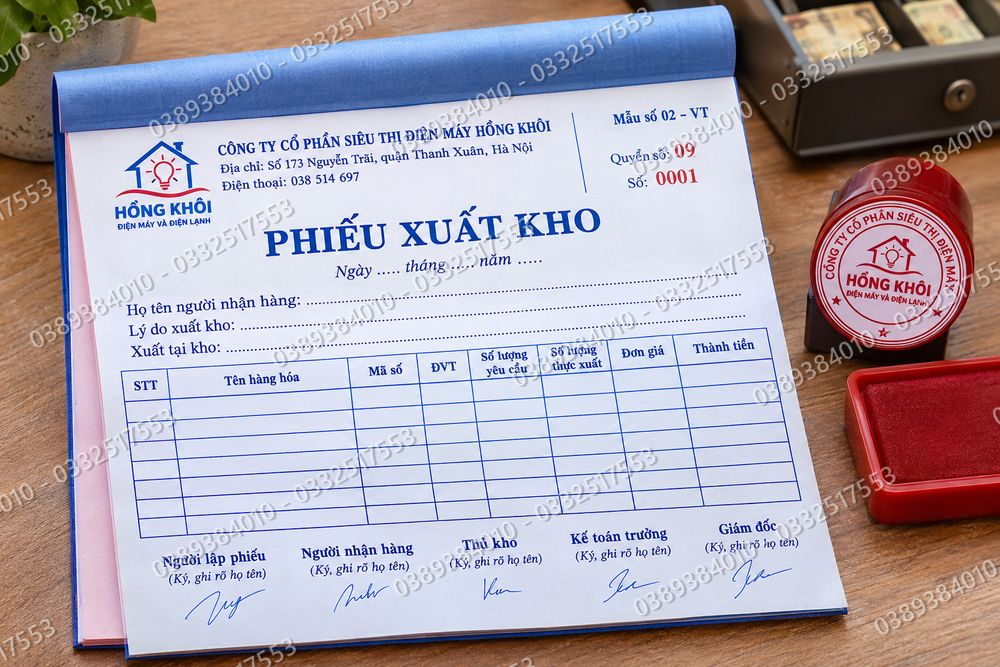 CÔNG TY CỔ PHẦN SIÊU THỊ ĐIỆN MÁY HỒNG KHÔI
Địa chỉ: Số 173 Nguyễn Trãi, quận Thanh Xuân, Hà Nội
Điện thoại: 038 514 697
HỒNG KHÔI
ĐIỆN MÁY VÀ ĐIỆN LẠNH
Mẫu số 02 - VT
Quyển số: 09
Số: 0001
PHIẾU XUẤT KHO
Ngày ..... tháng ..... năm .....
Họ tên người nhận hàng:
Lý do xuất kho:
Xuất tại kho:
STT Tên hàng hóa Mã số ĐVT Số lượng yêu cầu Số lượng thực xuất Đơn giá Thành tiền
Người lập phiếu Người nhận hàng Thủ kho Kế toán trưởng Giám đốc
(Ký, ghi rõ họ tên) (Ký, ghi rõ họ tên) (Ký, ghi rõ họ tên) (Ký, ghi rõ họ tên) (Ký, ghi rõ họ tên)
CÔNG TY CỔ PHẦN SIÊU THỊ ĐIỆN MÁY
HỒNG KHÔI
ĐIỆN MÁY VÀ ĐIỆN LẠNH
0389384010 - 0332517553